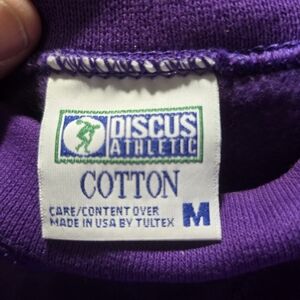 DISCUS
ATHLETIC
COTTON
CARE/CONTENT OVER
MADE IN USA BY TULTEX
M